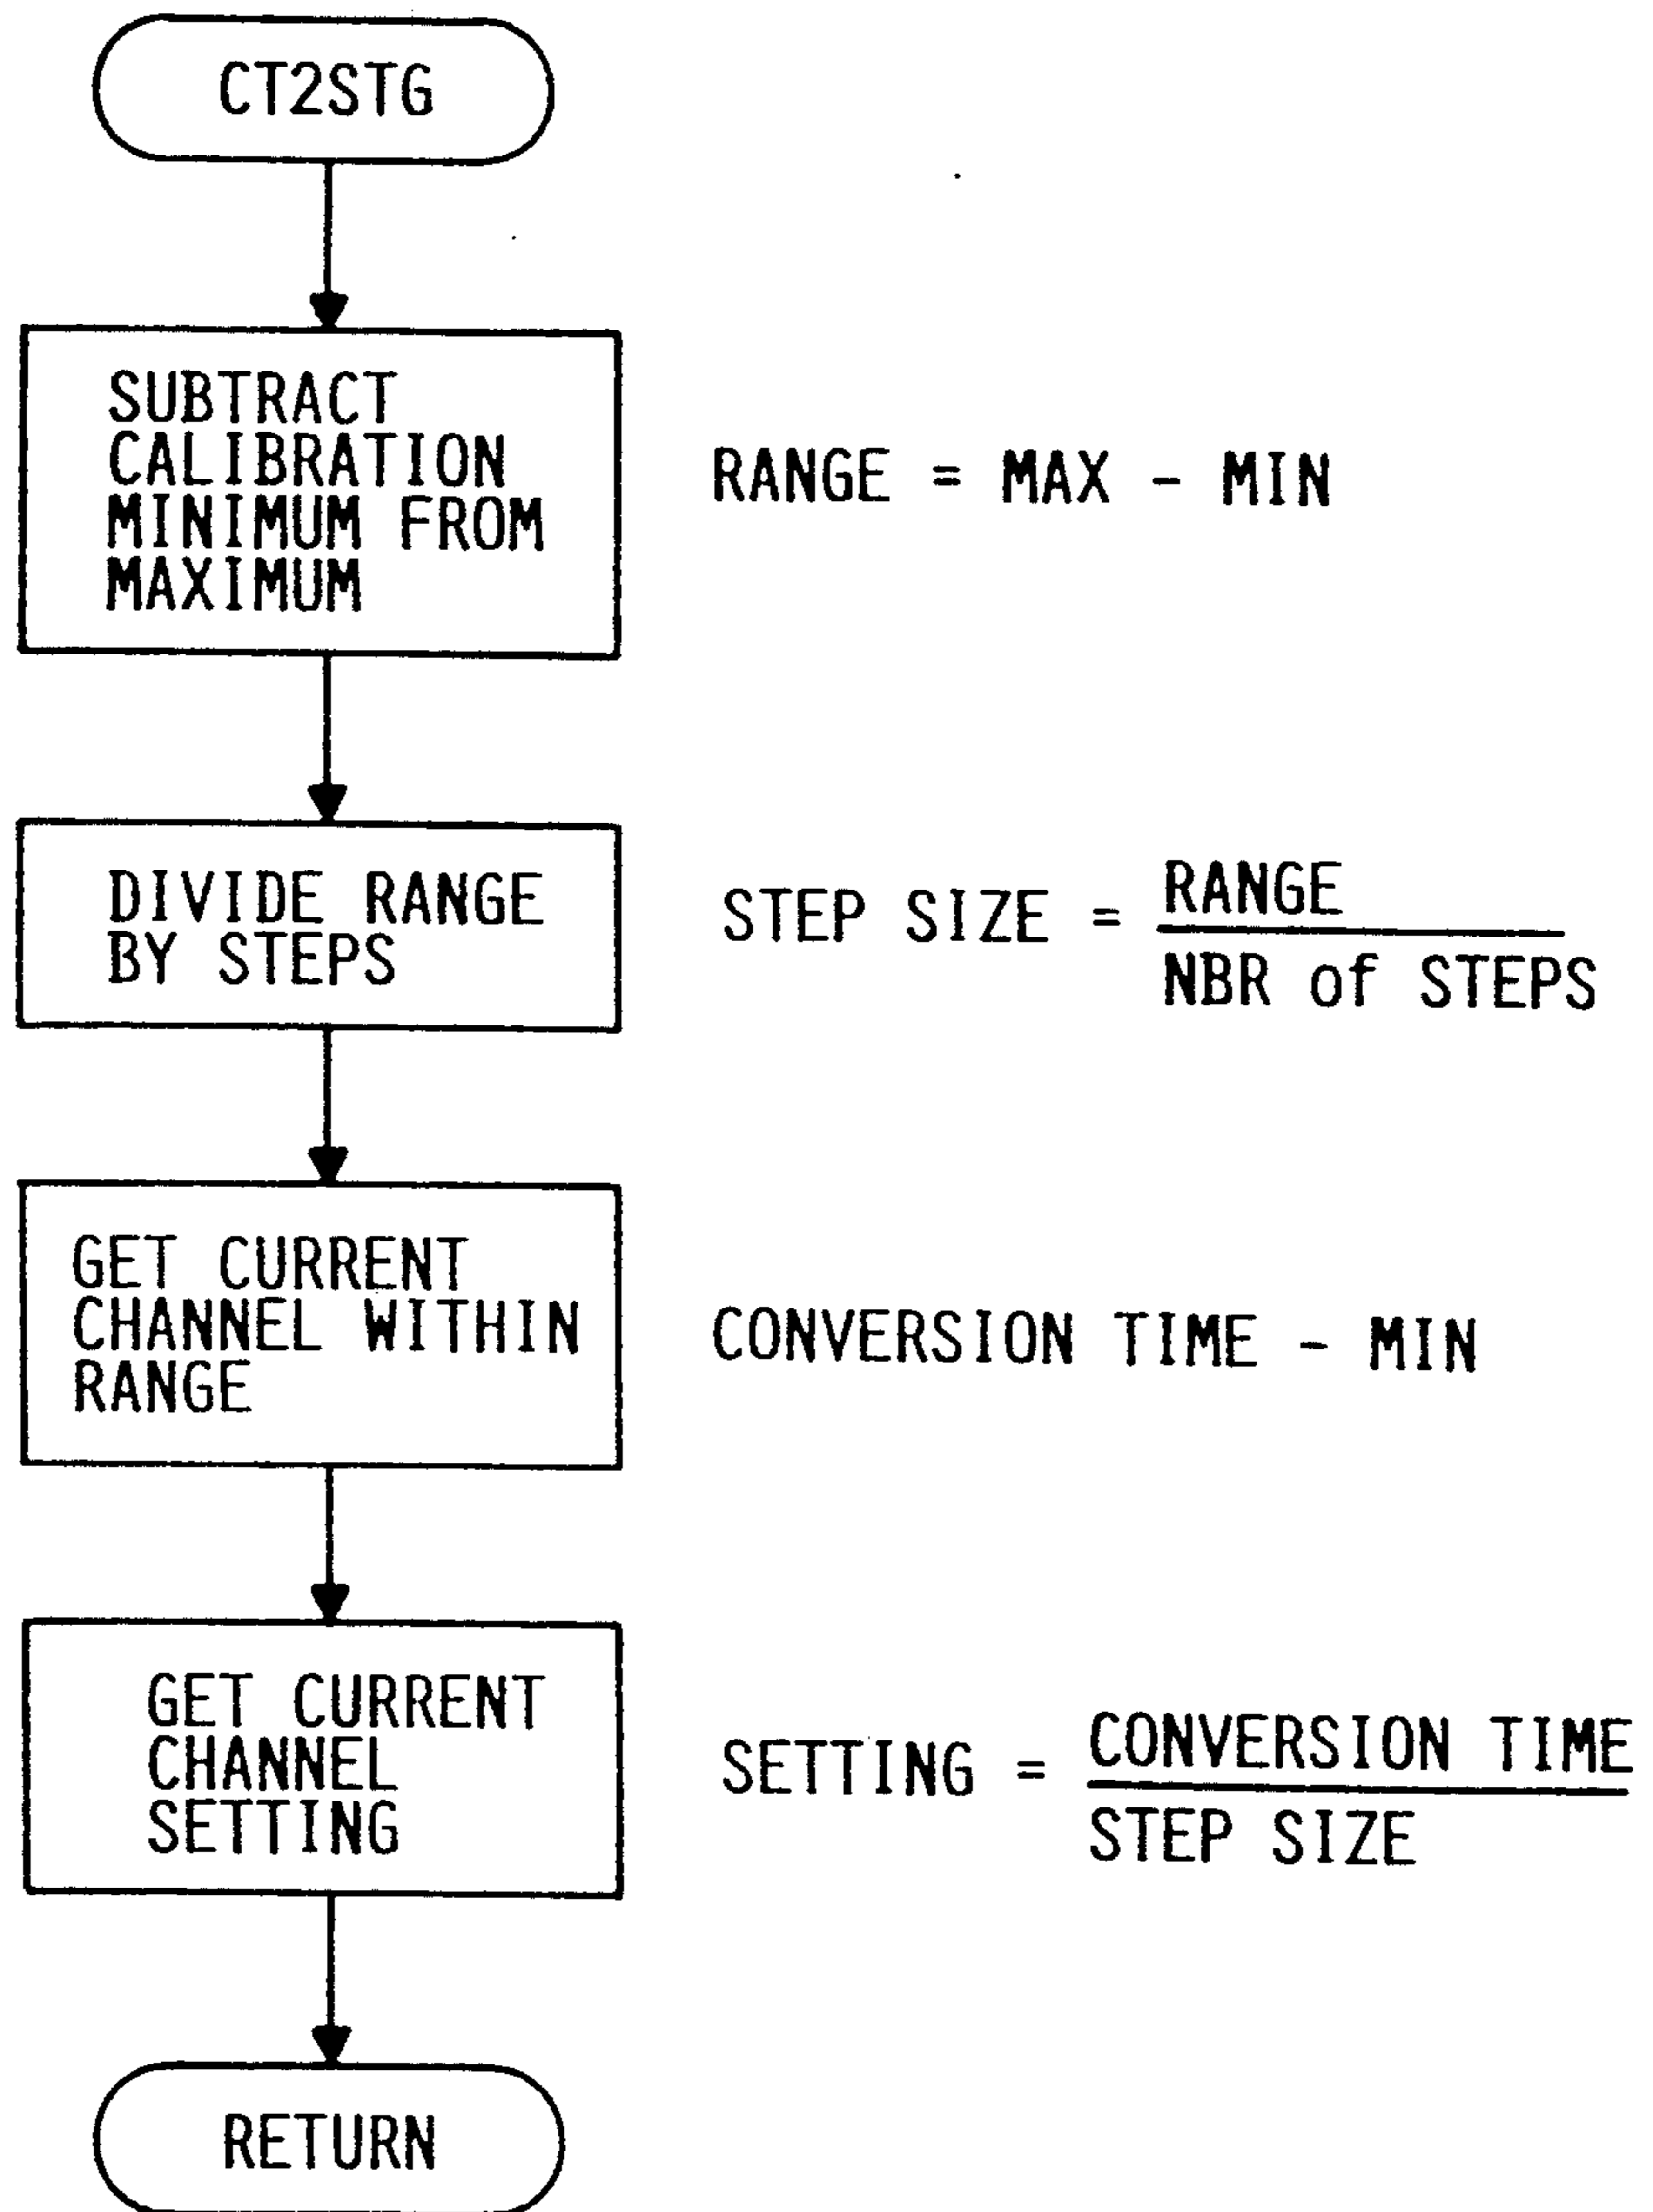 CT2STG
SUBTRACT
CALIBRATION
MINIMUM FROM
MAXIMUM
RANGE = MAX - MIN
DIVIDE RANGE
BY STEPS
STEP SIZE = RANGE
NBR of STEPS
GET CURRENT
CHANNEL WITHIN
RANGE
CONVERSION TIME - MIN
GET CURRENT
CHANNEL
SETTING
SETTING = CONVERSION TIME
STEP SIZE
RETURN